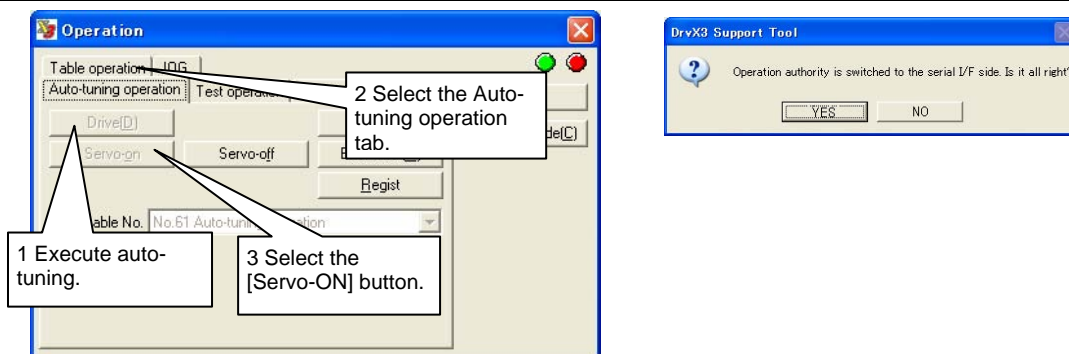 Operation
Table operation JOG
Auto-tuning operation Test operation
Drive(D)
Servo-on Servo-off
Regist
able No. No.61 Auto-tuning
de(C)
2 Select the Auto-
tuning operation
tab.
1 Execute auto-
tuning.
3 Select the
[Servo-ON] button.
DrvX3 Support Tool
Operation authority is switched to the serial I/F side. Is it all right?
YES NO